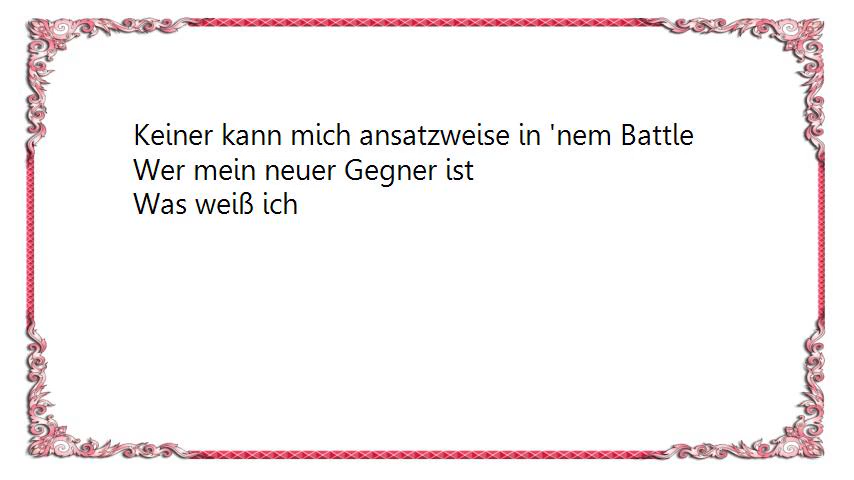 Keiner kann mich ansatzweise in 'nem Battle
Wer mein neuer Gegner ist
Was weiß ich